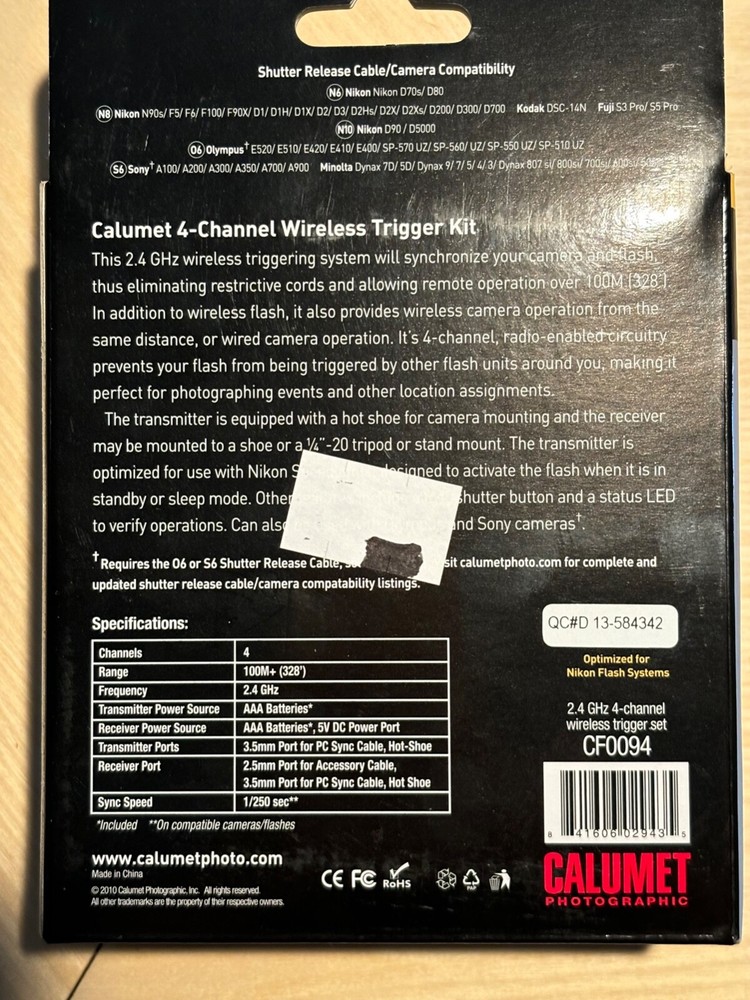 Shutter Release Cable/Camera Compatibility
N6 Nikon Nikon D70s/ D80
N8 Nikon N90s/ F5/ F6/ F100/ F90X/ D1/ D1H/ D1X/ D2/ D3/ D2Hs/ D2X/ D2Xs/ D200/ D300/ D700 Kodak DSC-14N Fuji S3 Pro/ S5 Pro
N10 Nikon D90 / D5000
O6 Olympus† E520/ E510/ E420/ E410/ E400/ SP-570 UZ/ SP-560/ UZ/ SP-550 UZ/ SP-510 UZ
S6 Sony† A100/ A200/ A300/ A350/ A700/ A900 Minolta Dynax 7D/ 5D/ Dynax 9/ 7/ 5/ 4/ 3/ Dynax 807 si/ 800si/ 700si/ 600si/
Calumet 4-Channel Wireless Trigger Kit
This 2.4 GHz wireless triggering system will synchronize your camera and flash,
thus eliminating restrictive cords and allowing remote operation over 100M (328').
In addition to wireless flash, it also provides wireless camera operation from the
same distance, or wired camera operation. It's 4-channel, radio-enabled circuitry
prevents your flash from being triggered by other flash units around you, making it
perfect for photographing events and other location assignments.
The transmitter is equipped with a hot shoe for camera mounting and the receiver
may be mounted to a shoe or a ¼"-20 tripod or stand mount. The transmitter is
optimized for use with Nikon designed to activate the flash when it is in
standby or sleep mode. Other shutter button and a status LED
to verify operations. Can also and Sony cameras†.
† Requires the O6 or S6 Shutter Release Cable, calumetphoto.com for complete and
updated shutter release cable/camera compatability listings.
Specifications:
Channels 4
Range 100M+ (328')
Frequency 2.4 GHz
Transmitter Power Source AAA Batteries*
Receiver Power Source AAA Batteries*, 5V DC Power Port
Transmitter Ports 3.5mm Port for PC Sync Cable, Hot-Shoe
Receiver Port 2.5mm Port for Accessory Cable,
3.5mm Port for PC Sync Cable, Hot Shoe
Sync Speed 1/250 sec**
*Included **On compatible cameras/flashes
www.calumetphoto.com
Made in China
© 2010 Calumet Photographic, Inc. All rights reserved.
All other trademarks are the property of their respective owners.
CE FC RoHS
PAP
QC#D 13-584342
Optimized for
Nikon Flash Systems
2.4 GHz 4-channel
wireless trigger set
CF0094
8 41606 02943 5
CALUMET
PHOTOGRAPHIC